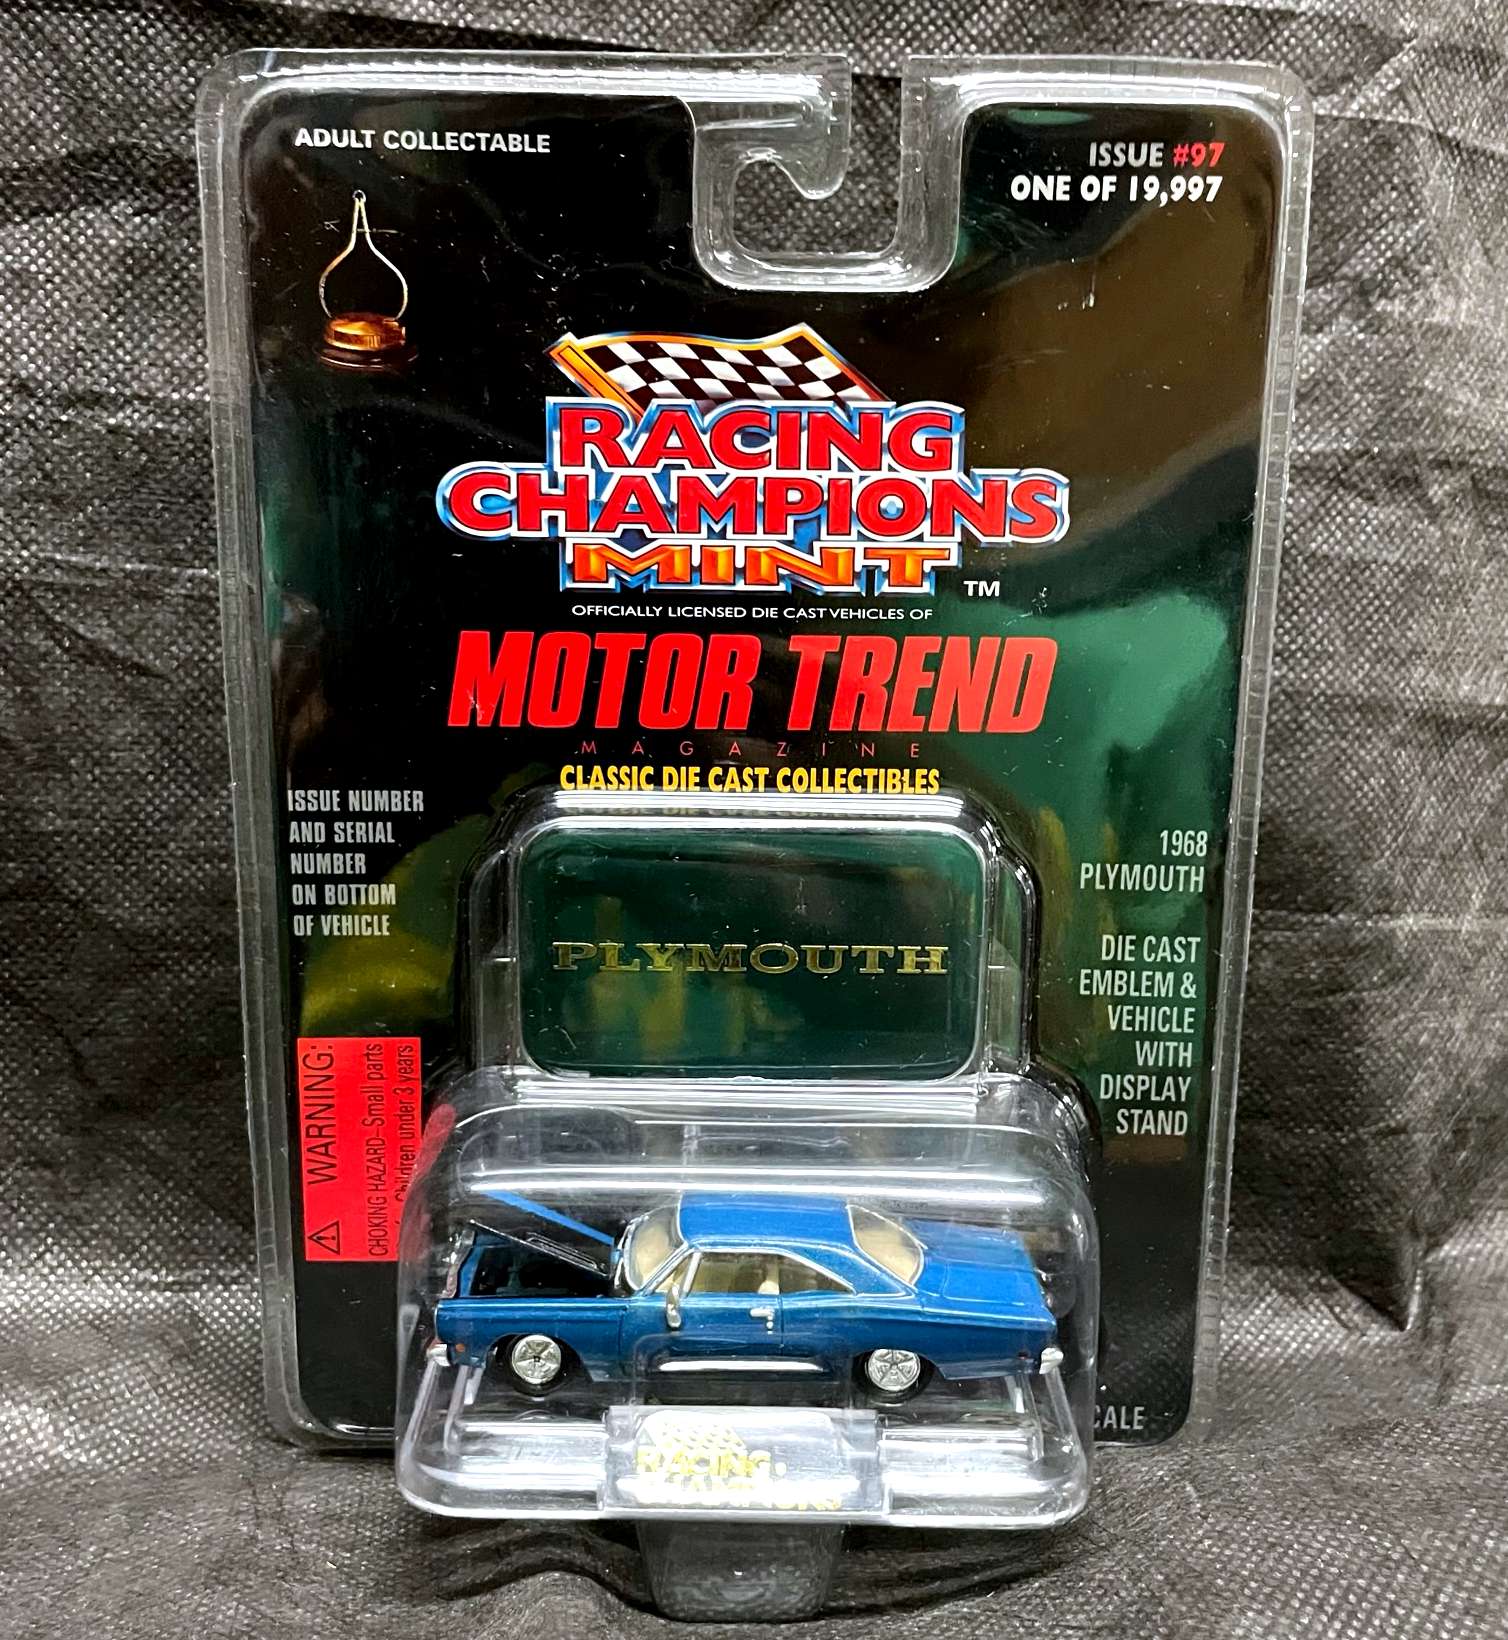 ADULT COLLECTABLE
ISSUE #97
ONE OF 19,997
RACING
CHAMPIONS
MINT TM
OFFICIALLY LICENSED DIE CAST VEHICLES OF
MOTOR TREND
MAGAZINE
CLASSIC DIE CAST COLLECTIBLES
ISSUE NUMBER
AND SERIAL
NUMBER
ON BOTTOM
OF VEHICLE
1968
PLYMOUTH
DIE CAST
EMBLEM &
VEHICLE
WITH
DISPLAY
STAND
PLYMOUTH
WARNING:
CHOKING HAZARD-Small parts
Children under 3 years
RACING
CHAMPIONS